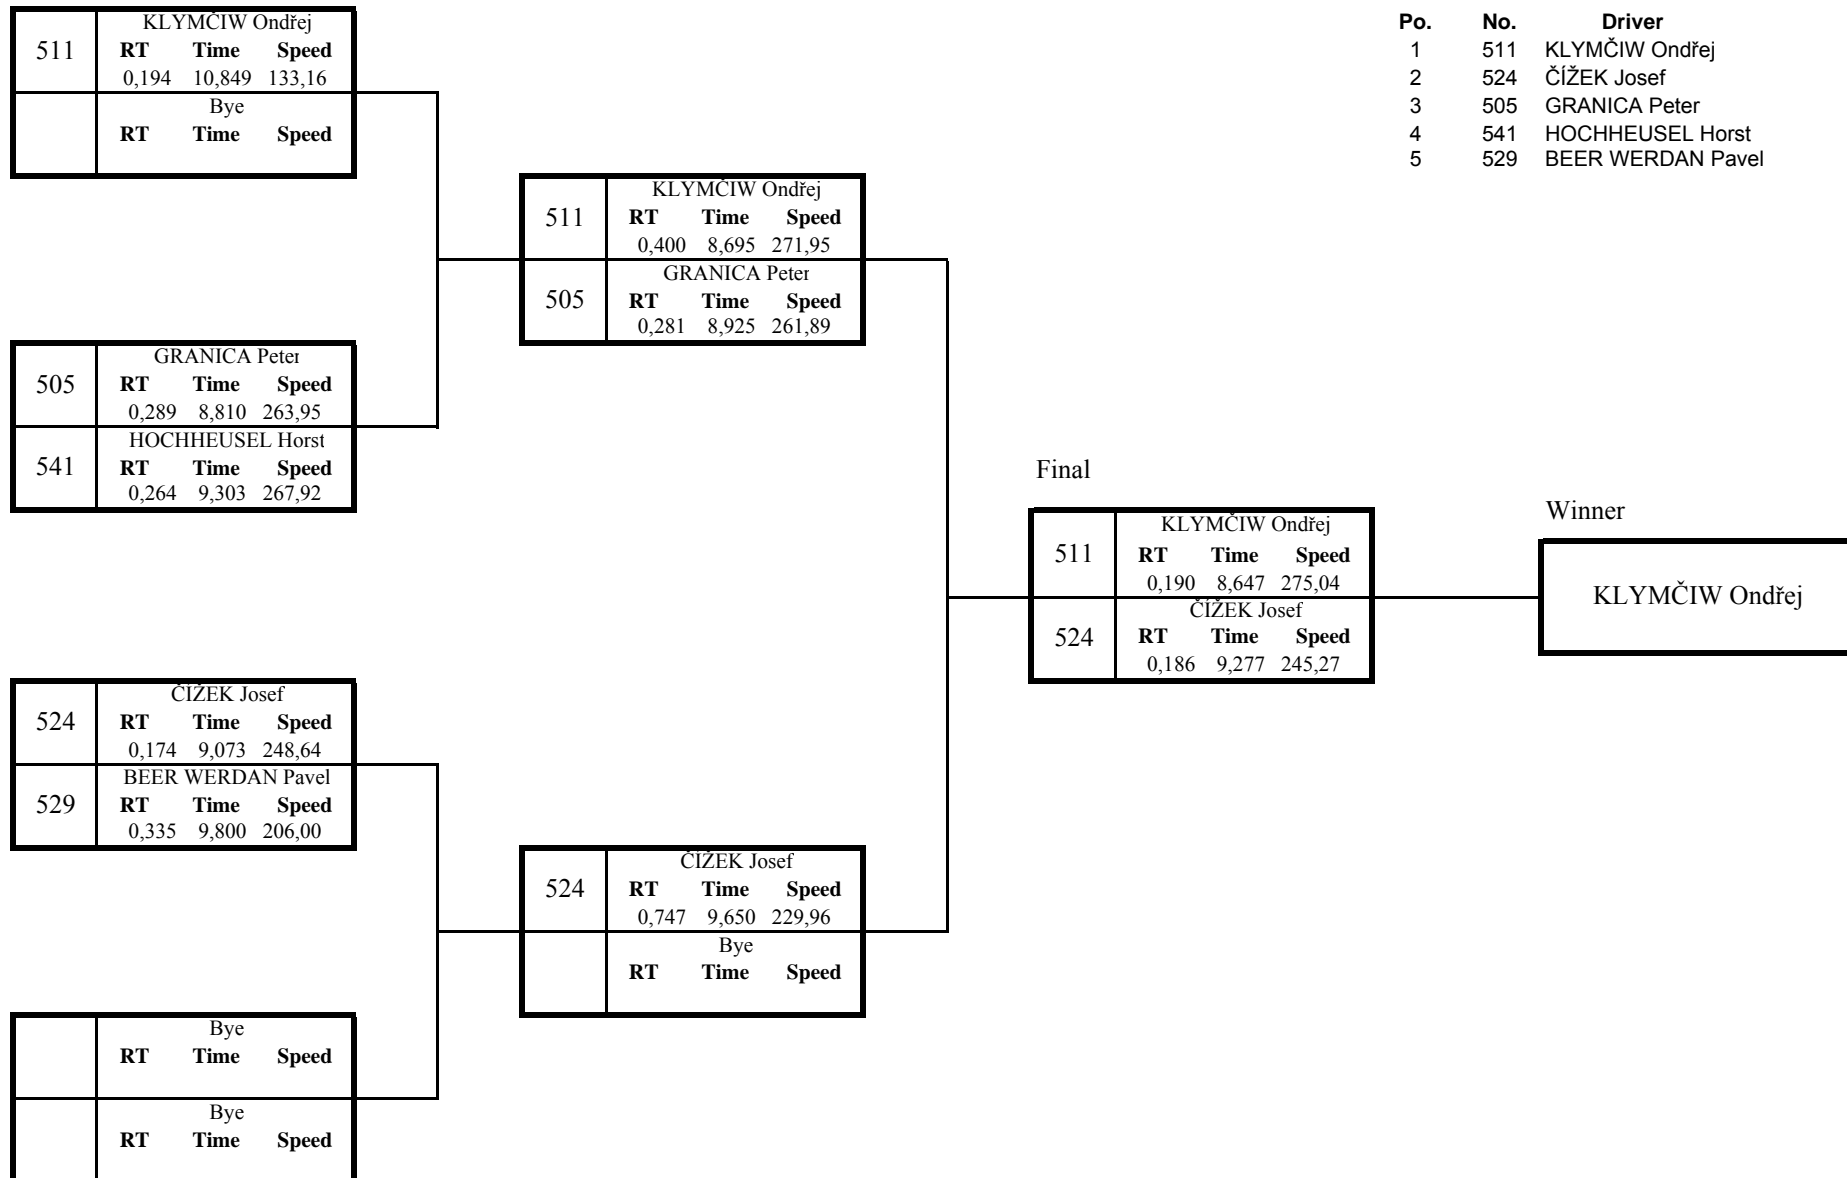 KLYMČIW Ondřej
511
RT Time Speed
0,194 10,849 133,16
Bye
RT Time Speed
GRANICA Peter
505
RT Time Speed
0,289 8,810 263,95
HOCHHEUSEL Horst
541
RT Time Speed
0,264 9,303 267,92
ČÍŽEK Josef
524
RT Time Speed
0,174 9,073 248,64
BEER WERDAN Pavel
529
RT Time Speed
0,335 9,800 206,00
Bye
RT Time Speed
Bye
RT Time Speed
KLYMČIW Ondřej
511
RT Time Speed
0,400 8,695 271,95
GRANICA Peter
505
RT Time Speed
0,281 8,925 261,89
ČÍŽEK Josef
524
RT Time Speed
0,747 9,650 229,96
Bye
RT Time Speed
Final
KLYMČIW Ondřej
511
RT Time Speed
0,190 8,647 275,04
ČÍŽEK Josef
524
RT Time Speed
0,186 9,277 245,27
Winner
KLYMČIW Ondřej
Po. No. Driver
1 511 KLYMČIW Ondřej
2 524 ČÍŽEK Josef
3 505 GRANICA Peter
4 541 HOCHHEUSEL Horst
5 529 BEER WERDAN Pavel